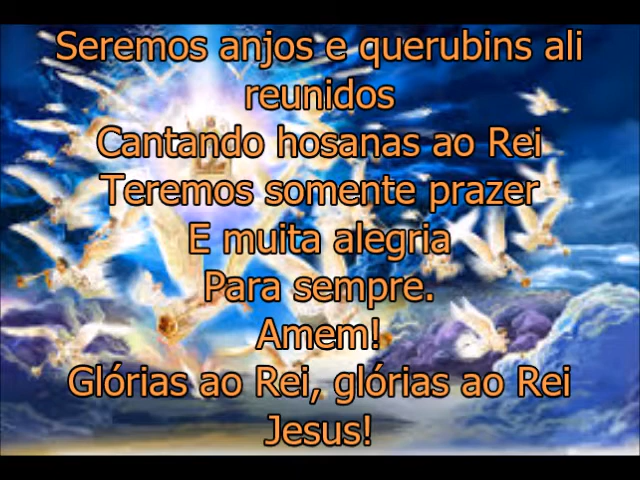 Seremos anjos e querubins ali
reunidos
Cantando hosanas ao Rei
Teremos somente prazer
E muita alegria
Para sempre.
Amem!
Glórias ao Rei, glórias ao Rei
Jesus!